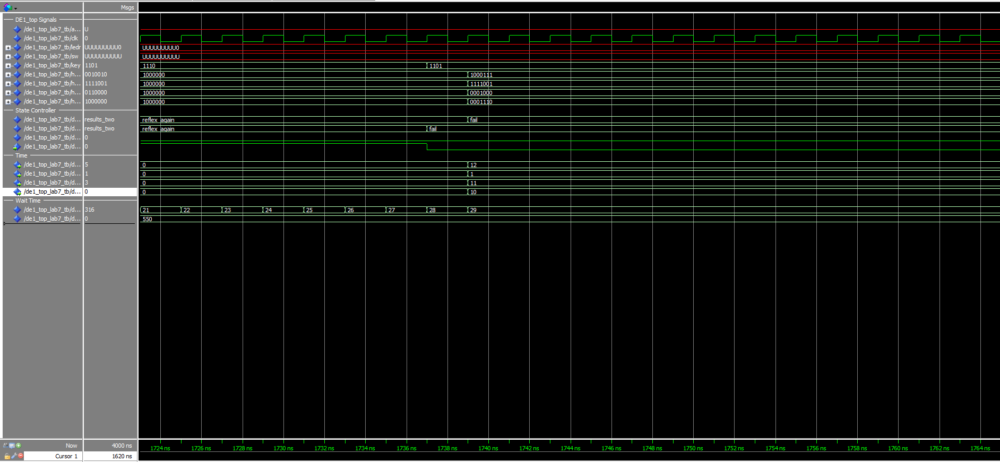 Msgs
DE1_top Signals
/de1_top_lab7_tb/a... U
/de1_top_lab7_tb/clk 0
/de1_top_lab7_tb/ledr UUUUUUUUU0 UUUUUUUUU0
/de1_top_lab7_tb/sw UUUUUUUUUU UUUUUUUUUU
/de1_top_lab7_tb/key 1101 1110 1101
/de1_top_lab7_tb/h... 0010010 1000000 1000111
/de1_top_lab7_tb/h... 1111001 1000000 1111001
/de1_top_lab7_tb/h... 0110000 1000000 0001000
/de1_top_lab7_tb/h... 1000000 1000000 0001110
State Controller
/de1_top_lab7_tb/d... results_two reflex_again fail
/de1_top_lab7_tb/d... results_two reflex_again fail
/de1_top_lab7_tb/d... 0
/de1_top_lab7_tb/d... 0
Time
/de1_top_lab7_tb/d... 5 0 12
/de1_top_lab7_tb/d... 1 0 1
/de1_top_lab7_tb/d... 3 0 11
/de1_top_lab7_tb/d... 0 0 10
Wait Time
/de1_top_lab7_tb/d... 316 21 22 23 24 25 26 27 28 29
/de1_top_lab7_tb/d... 0 550
Now 4000 ns 1724 ns 1726 ns 1728 ns 1730 ns 1732 ns 1734 ns 1736 ns 1738 ns 1740 ns 1742 ns 1744 ns 1746 ns 1748 ns 1750 ns 1752 ns 1754 ns 1756 ns 1758 ns 1760 ns 1762 ns 1764 ns
Cursor 1 1620 ns